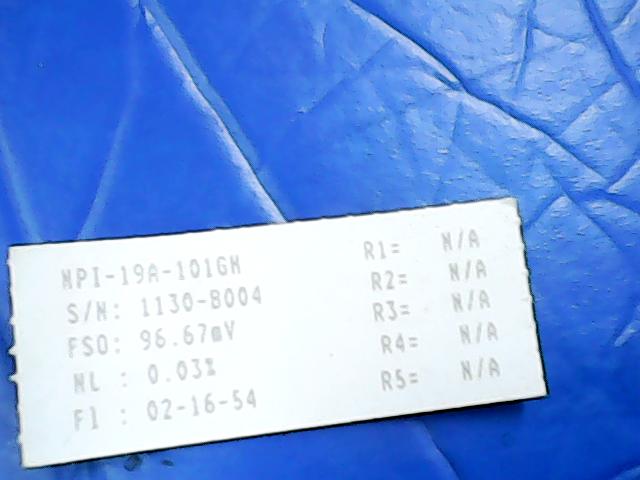 NPI-19A-101GH R1= N/A
S/N: 1130-B004 R2= N/A
FSO: 96.67mV R3= N/A
NL : 0.03% R4= N/A
F1 : 02-16-54 R5= N/A